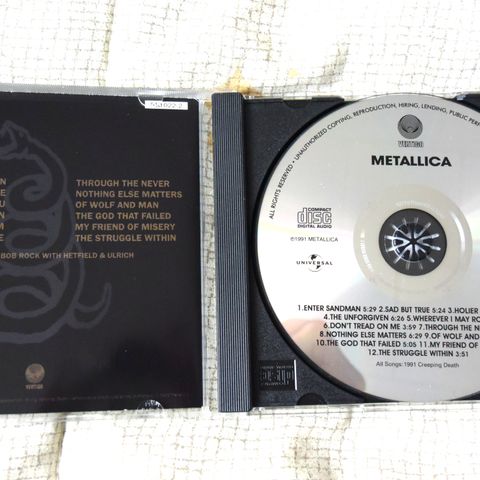 N THROUGH THE NEVER
E NOTHING ELSE MATTERS
U OF WOLF AND MAN
N THE GOD THAT FAILED
M MY FRIEND OF MISERY
E THE STRUGGLE WITHIN
BOB ROCK WITH HETFIELD & ULRICH
VERTIGO
ALL RIGHTS RESERVED • UNAUTHORIZED COPYING, REPRODUCTION, HIRING, LENDING, PUBLIC PERF
VERTIGO
METALLICA
COMPACT
disc
DIGITAL AUDIO
℗1991 METALLICA
UNIVERSAL
1.ENTER SANDMAN 5:29 2.SAD BUT TRUE 5:24 3.HOLIER
4.THE UNFORGIVEN 6:26 5.WHEREVER I MAY RO
6.DON'T TREAD ON ME 3:59 7.THROUGH THE NEV
8.NOTHING ELSE MATTERS 6:29 9.OF WOLF AND M
10.THE GOD THAT FAILED 5:05 11.MY FRIEND OF
12.THE STRUGGLE WITHIN 3:51
All Songs: 1991 Creeping Death